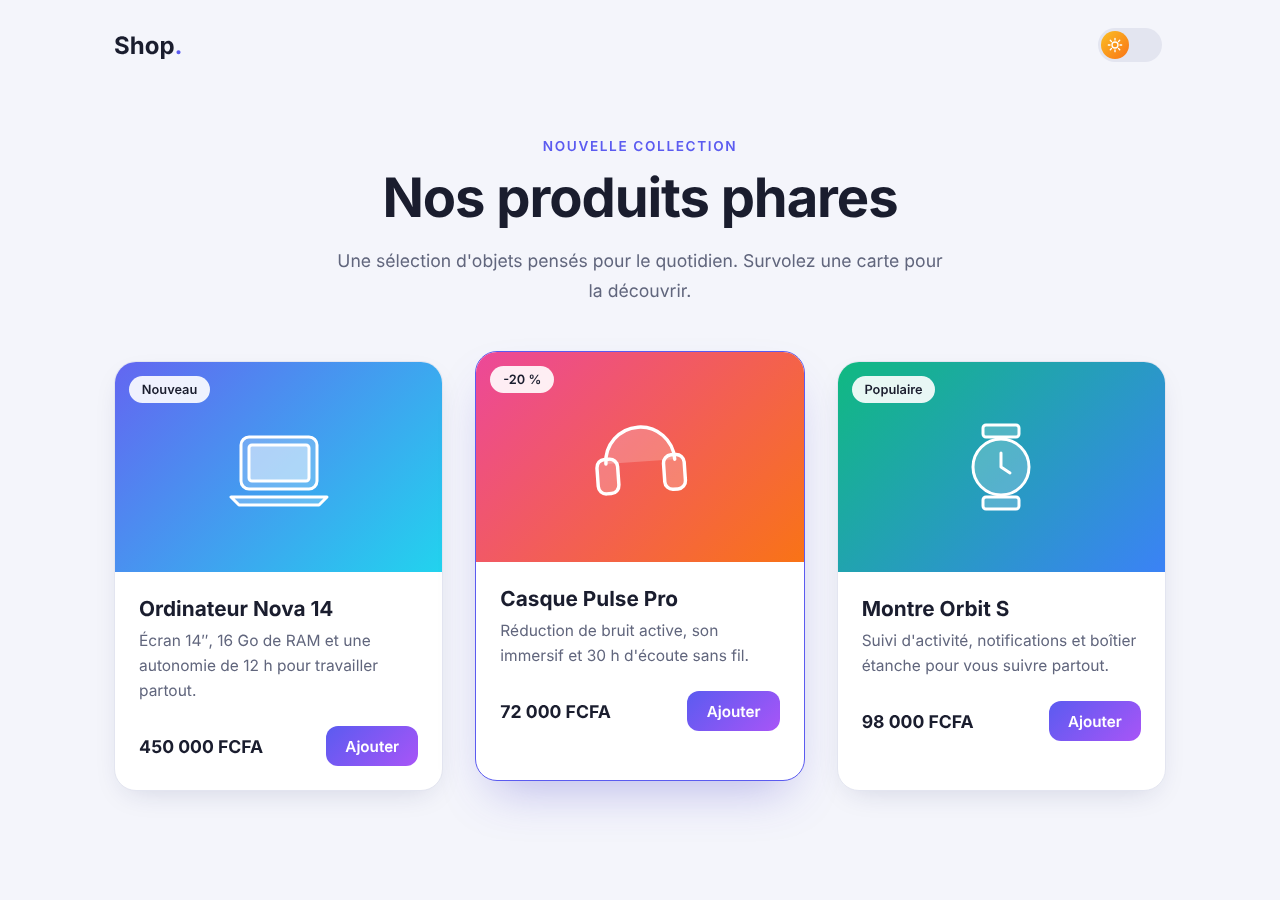 Shop.
NOUVELLE COLLECTION
Nos produits phares
Une sélection d'objets pensés pour le quotidien. Survolez une carte pour
la découvrir.
Nouveau
Ordinateur Nova 14
Écran 14″, 16 Go de RAM et une
autonomie de 12 h pour travailler
partout.
450 000 FCFA
Ajouter
-20 %
Casque Pulse Pro
Réduction de bruit active, son
immersif et 30 h d'écoute sans fil.
72 000 FCFA
Ajouter
Populaire
Montre Orbit S
Suivi d'activité, notifications et boîtier
étanche pour vous suivre partout.
98 000 FCFA
Ajouter